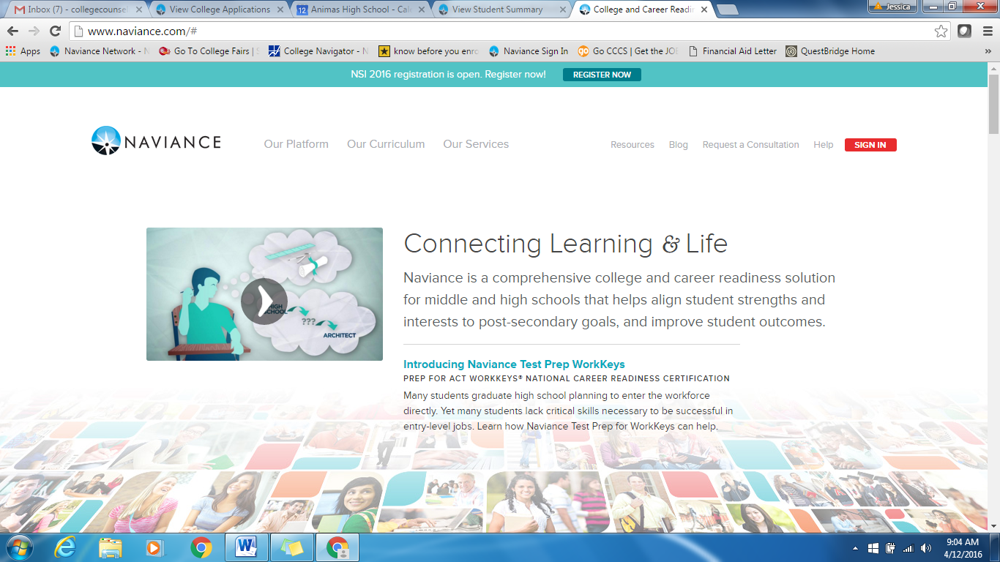 Inbox (7) - collegecounse
View College Applications
12 Animas High School - Cale
View Student Summary
College and Career Readin
Jessica
www.naviance.com/#
Apps
Naviance Network - N
Go To College Fairs | S
College Navigator - N
know before you enro
Naviance Sign In
go Go CCCS | Get the JOB
Financial Aid Letter
QuestBridge Home
»
NSI 2016 registration is open. Register now! REGISTER NOW
NAVIANCE
Our Platform Our Curriculum Our Services
Resources Blog Request a Consultation Help SIGN IN
HIGH
SCHOOL
???
ARCHITECT
Connecting Learning & Life
Naviance is a comprehensive college and career readiness solution
for middle and high schools that helps align student strengths and
interests to post-secondary goals, and improve student outcomes.
Introducing Naviance Test Prep WorkKeys
PREP FOR ACT WORKKEYS® NATIONAL CAREER READINESS CERTIFICATION
Many students graduate high school planning to enter the workforce
directly. Yet many students lack critical skills necessary to be successful in
entry-level jobs. Learn how Naviance Test Prep for WorkKeys can help.
W
9:04 AM
4/12/2016